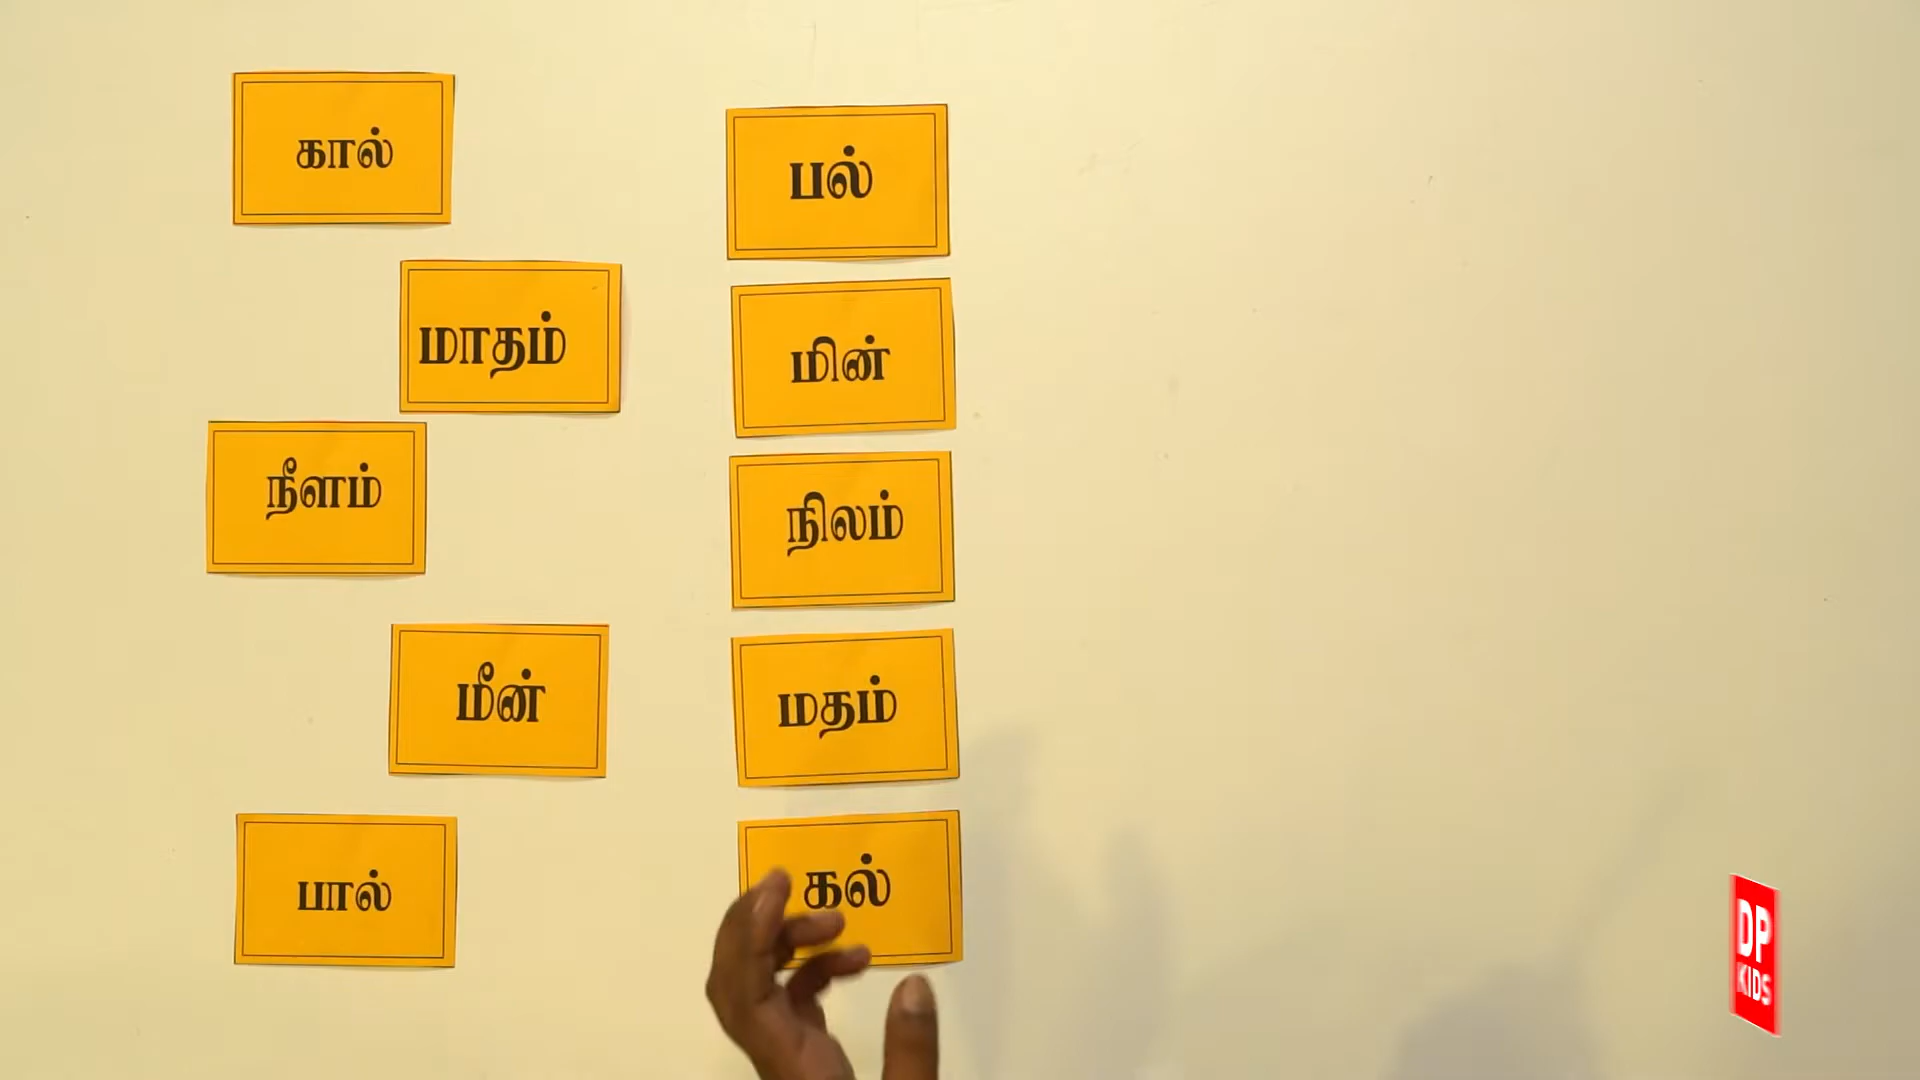 கால்
மாதம்
நீளம்
மீன்
பால்
பல்
மின்
நிலம்
மதம்
கல்
DP
KIDS